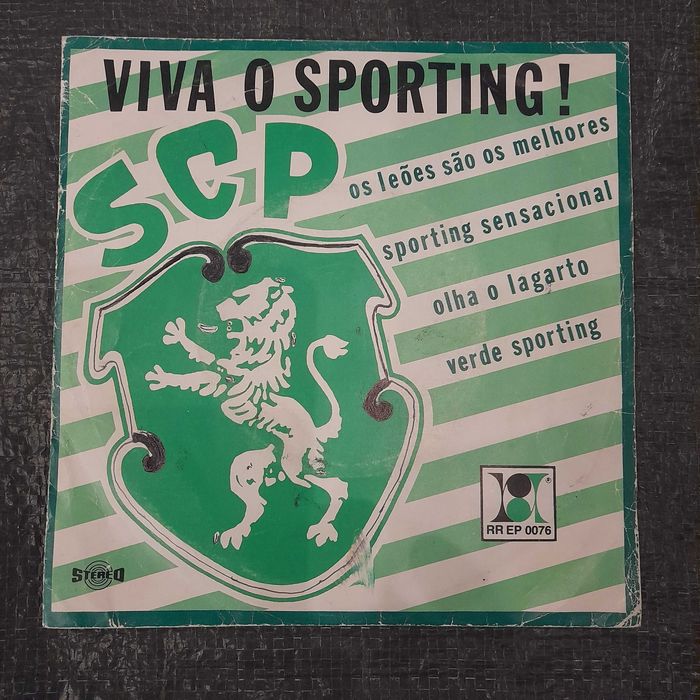 VIVA O SPORTING!
SCP
os leões são os melhores
sporting sensacional
olha o lagarto
verde sporting
RR EP 0076
STEREO